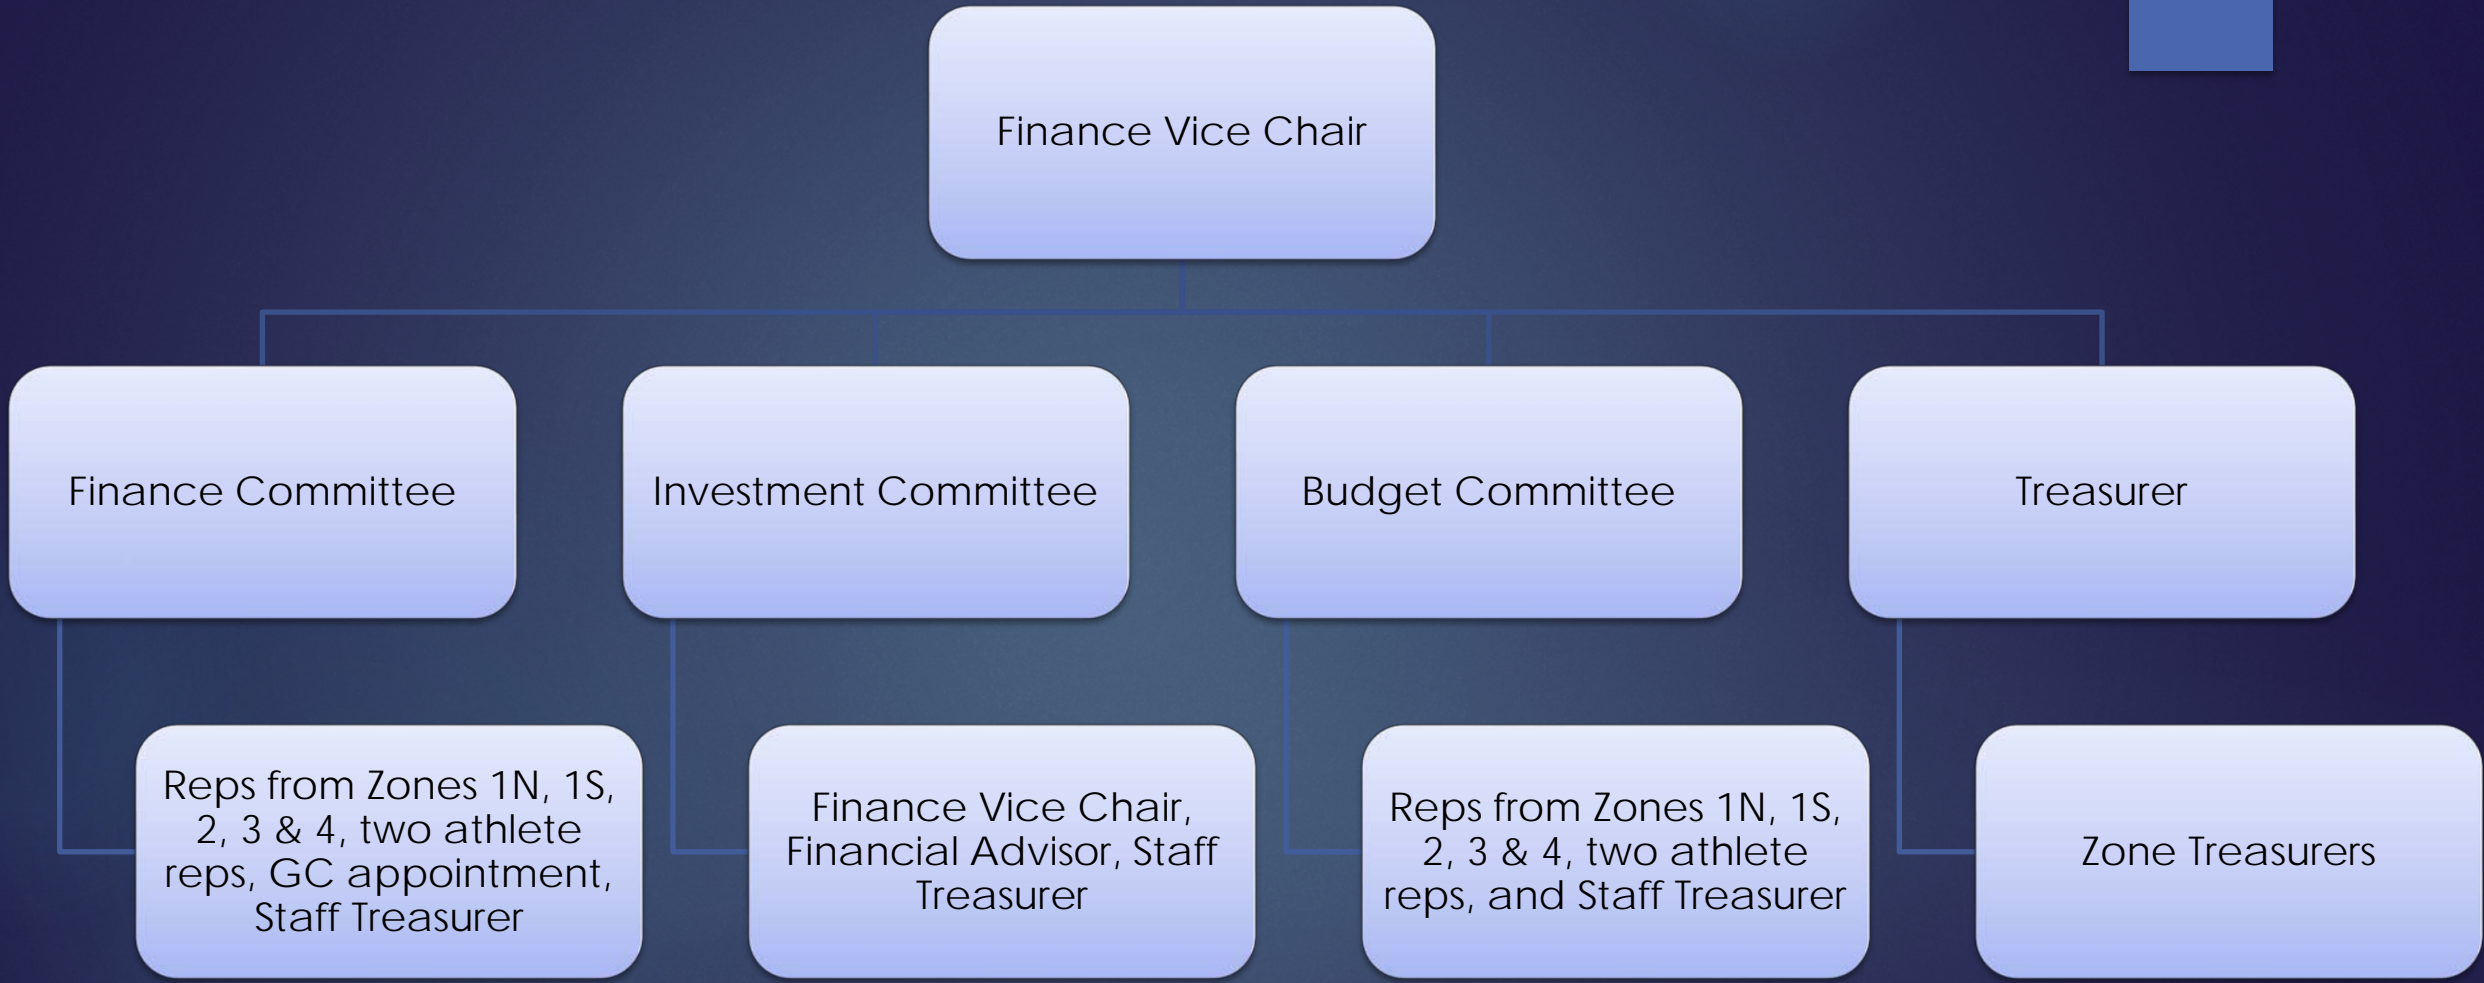 Finance Vice Chair
Finance Committee
Investment Committee
Budget Committee
Treasurer
Reps from Zones 1N, 1S,
2, 3 & 4, two athlete
reps, GC appointment,
Staff Treasurer
Finance Vice Chair,
Financial Advisor, Staff
Treasurer
Reps from Zones 1N, 1S,
2, 3 & 4, two athlete
reps, and Staff Treasurer
Zone Treasurers